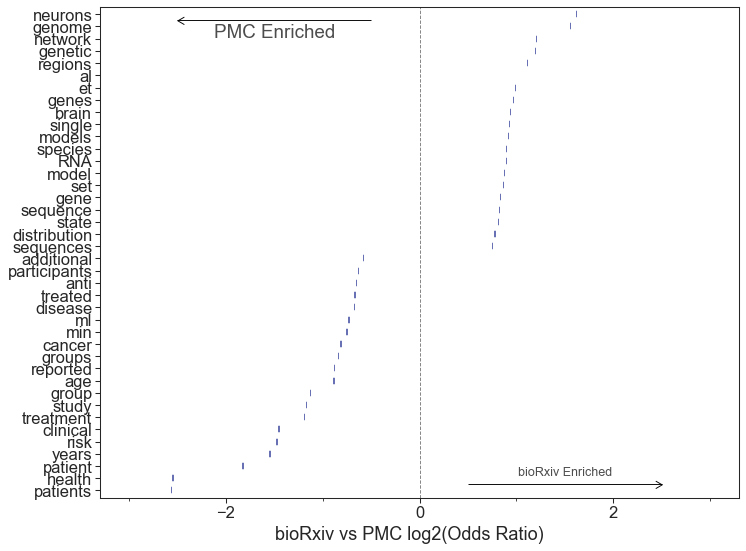 neurons
genome
network
genetic
regions
al
et
genes
brain
single
models
species
RNA
model
set
gene
sequence
state
distribution
sequences
additional
participants
anti
treated
disease
ml
min
cancer
groups
reported
age
group
study
treatment
clinical
risk
years
patient
health
patients
PMC Enriched
bioRxiv Enriched
−2
0
2
bioRxiv vs PMC log2(Odds Ratio)